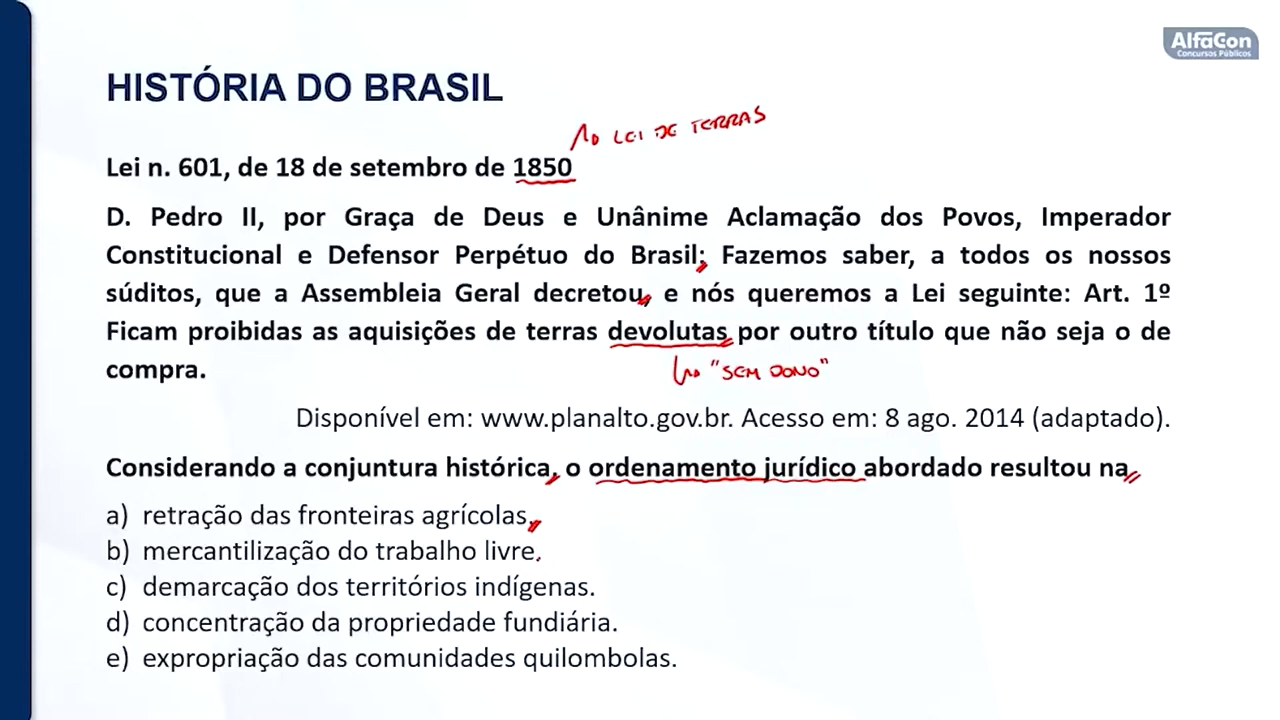 AlfaCon
Concursos Públicos
HISTÓRIA DO BRASIL
LEI DE TERRAS
Lei n. 601, de 18 de setembro de 1850
D. Pedro II, por Graça de Deus e Unânime Aclamação dos Povos, Imperador
Constitucional e Defensor Perpétuo do Brasil: Fazemos saber, a todos os nossos
súditos, que a Assembleia Geral decretou, e nós queremos a Lei seguinte: Art. 1º
Ficam proibidas as aquisições de terras devolutas por outro título que não seja o de
compra.
"SEM DONO"
Disponível em: www.planalto.gov.br. Acesso em: 8 ago. 2014 (adaptado).
Considerando a conjuntura histórica, o ordenamento jurídico abordado resultou na
a) retração das fronteiras agrícolas.
b) mercantilização do trabalho livre.
c) demarcação dos territórios indígenas.
d) concentração da propriedade fundiária.
e) expropriação das comunidades quilombolas.